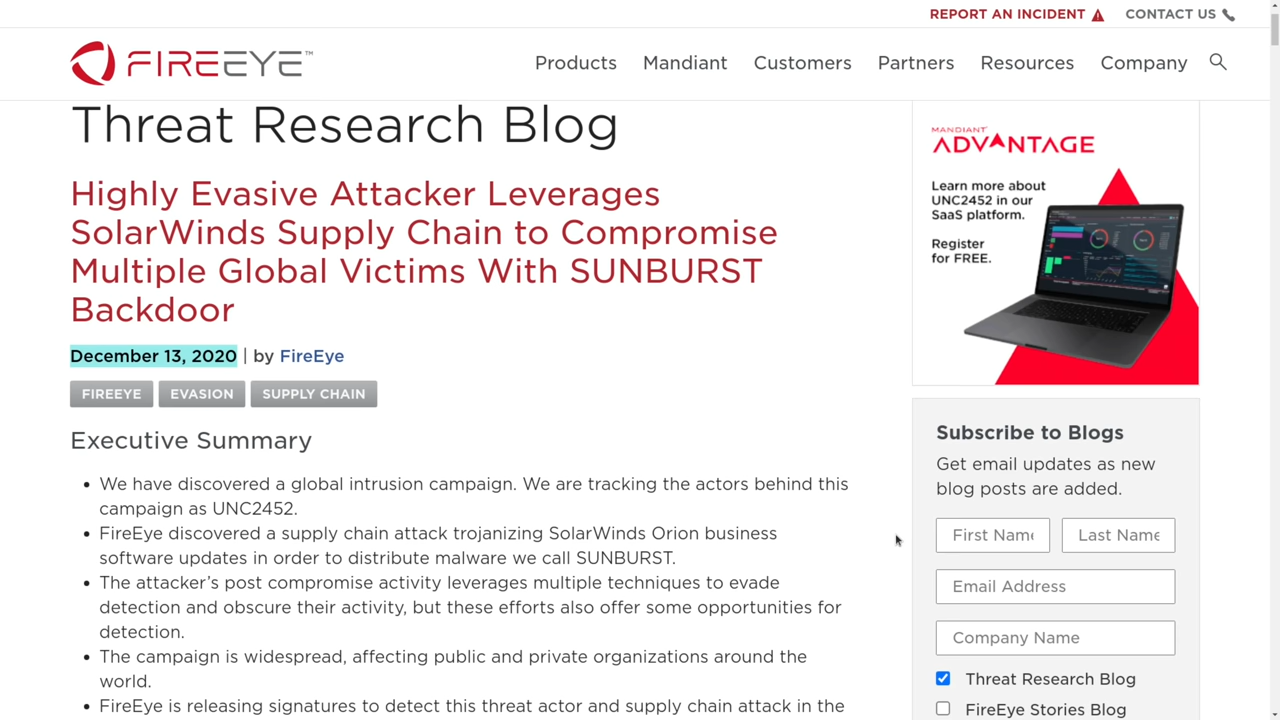 REPORT AN INCIDENT
CONTACT US
FIREEYE™
Products
Mandiant
Customers
Partners
Resources
Company
Threat Research Blog
Highly Evasive Attacker Leverages
SolarWinds Supply Chain to Compromise
Multiple Global Victims With SUNBURST
Backdoor
December 13, 2020 | by FireEye
FIREEYE
EVASION
SUPPLY CHAIN
Executive Summary
• We have discovered a global intrusion campaign. We are tracking the actors behind this
campaign as UNC2452.
• FireEye discovered a supply chain attack trojanizing SolarWinds Orion business
software updates in order to distribute malware we call SUNBURST.
• The attacker’s post compromise activity leverages multiple techniques to evade
detection and obscure their activity, but these efforts also offer some opportunities for
detection.
• The campaign is widespread, affecting public and private organizations around the
world.
• FireEye is releasing signatures to detect this threat actor and supply chain attack in the
MANDIANT
ADVANTAGE
Learn more about
UNC2452 in our
SaaS platform.
Register
for FREE.
Subscribe to Blogs
Get email updates as new
blog posts are added.
First Name
Last Name
Email Address
Company Name
Threat Research Blog
FireEye Stories Blog